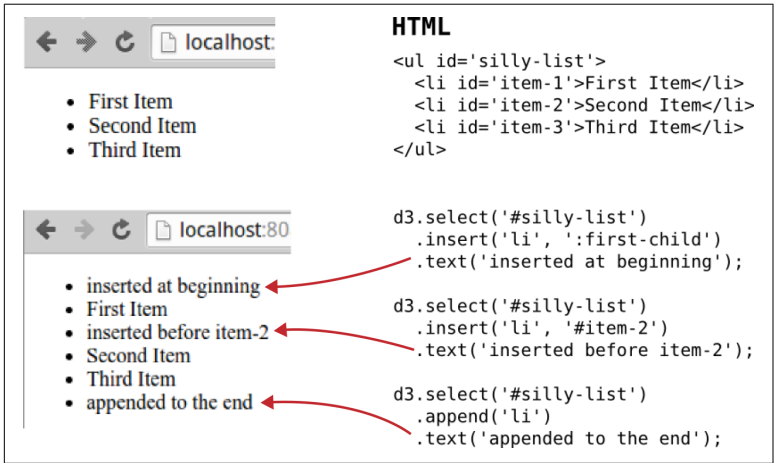 localhost:
First Item
Second Item
Third Item
HTML
<ul id='silly-list'>
<li id='item-1'>First Item</li>
<li id='item-2'>Second Item</li>
<li id='item-3'>Third Item</li>
</ul>
localhost:80
inserted at beginning
First Item
inserted before item-2
Second Item
Third Item
appended to the end
d3.select('#silly-list')
.insert('li', ':first-child')
.text('inserted at beginning');
d3.select('#silly-list')
.insert('li', '#item-2')
.text('inserted before item-2');
d3.select('#silly-list')
.append('li')
.text('appended to the end');